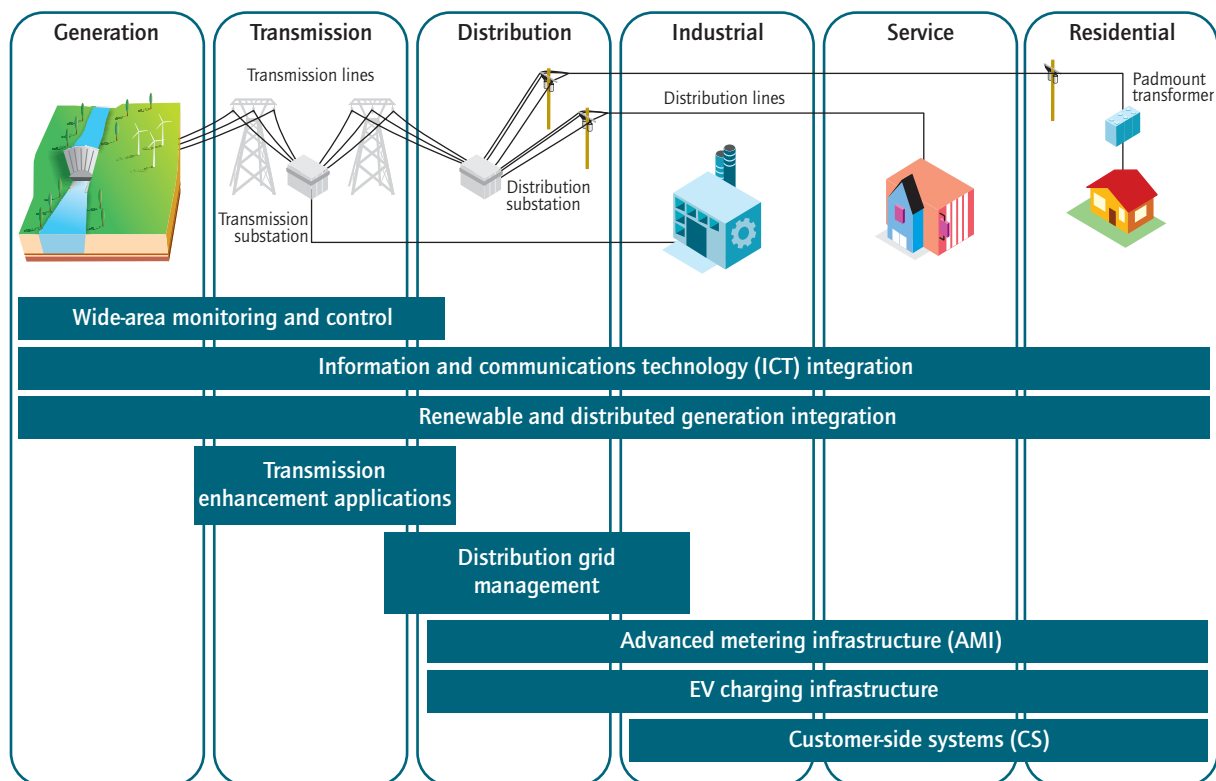 Generation
Transmission
Distribution
Industrial
Service
Residential
Transmission lines
Distribution lines
Padmount
transformer
Distribution
substation
Transmission
substation
Wide-area monitoring and control
Information and communications technology (ICT) integration
Renewable and distributed generation integration
Transmission
enhancement applications
Distribution grid
management
Advanced metering infrastructure (AMI)
EV charging infrastructure
Customer-side systems (CS)